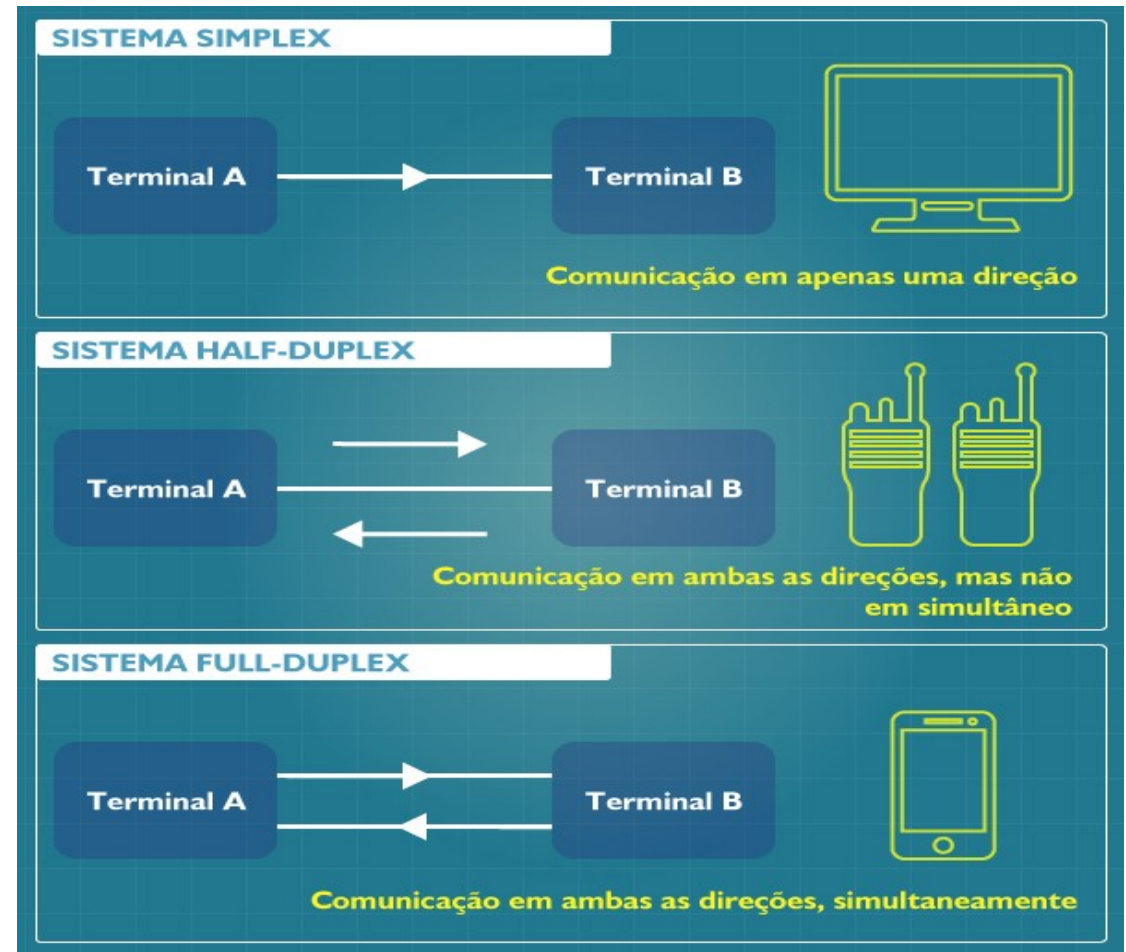 SISTEMA SIMPLEX
Terminal A
Terminal B
Comunicação em apenas uma direção
SISTEMA HALF-DUPLEX
Terminal A
Terminal B
Comunicação em ambas as direções, mas não
em simultâneo
SISTEMA FULL-DUPLEX
Terminal A
Terminal B
Comunicação em ambas as direções, simultaneamente